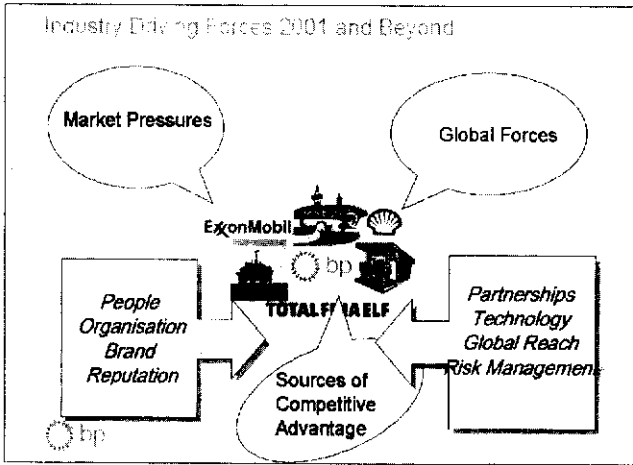 Industry Driving Forces 2001 and Beyond
Market Pressures
Global Forces
ExxonMobil
bp
TOTALFINAELF
People
Organisation
Brand
Reputation
Partnerships
Technology
Global Reach
Risk Management
Sources of
Competitive
Advantage
bp